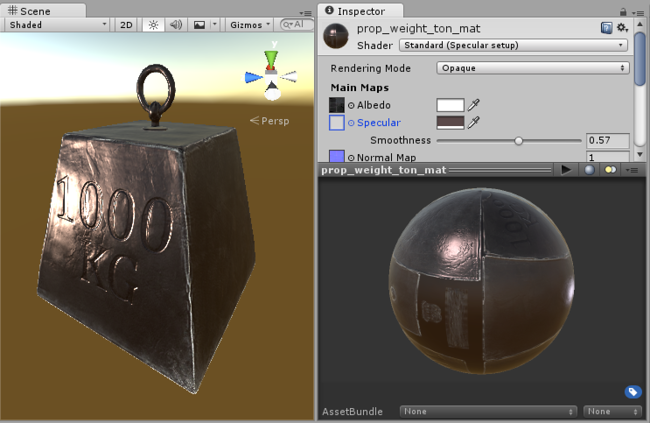 Scene
Shaded
2D
Gizmos
All
Persp
1000
KG
Inspector
prop_weight_ton_mat
Shader
Standard (Specular setup)
Rendering Mode
Opaque
Main Maps
Albedo
Specular
Smoothness
0.57
Normal Map
1
prop_weight_ton_mat
AssetBundle
None
None